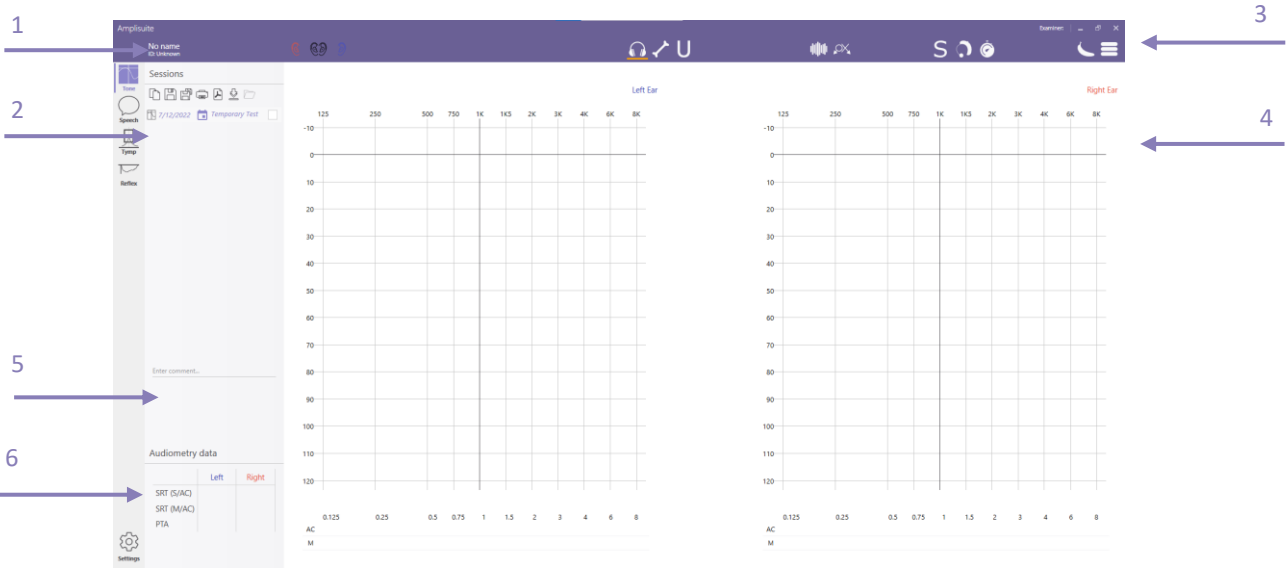 1
3
Amplisuite
Examiner:
No name
ID: Unknown
U
S
Tone
Sessions
Left Ear
Right Ear
2
4
Speech
7/12/2022 Temporary Test
125 250 500 750 1K 1K5 2K 3K 4K 6K 8K
125 250 500 750 1K 1K5 2K 3K 4K 6K 8K
Tymp
Reflex
-10
0
10
20
30
40
50
60
70
80
90
100
110
120
-10
0
10
20
30
40
50
60
70
80
90
100
110
120
5
Enter comment...
6
Audiometry data
Left Right
SRT (S/AC)
SRT (M/AC)
PTA
0.125 0.25 0.5 0.75 1 1.5 2 3 4 6 8
AC
M
0.125 0.25 0.5 0.75 1 1.5 2 3 4 6 8
AC
M
Settings